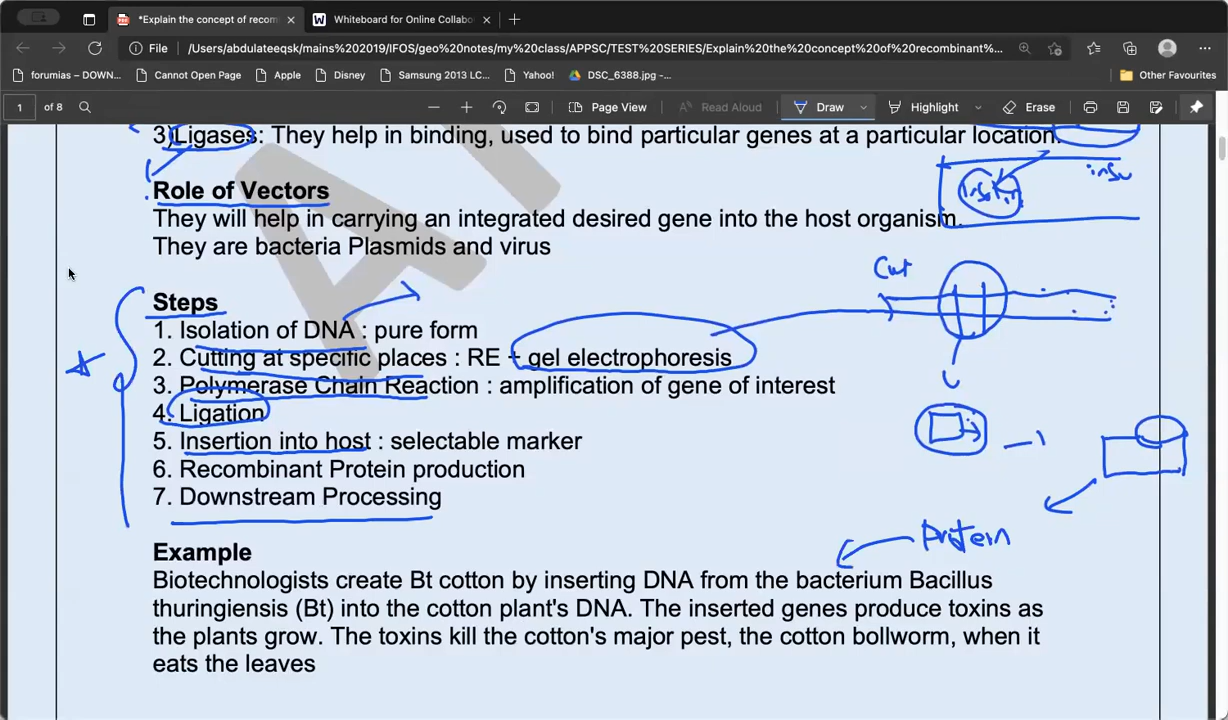 *Explain the concept of recom
Whiteboard for Online Collabo
File
/Users/abdulateeqsk/mains%202019/IFOS/geo%20notes/my%20class/APPSC/TEST%20SERIES/Explain%20the%20concept%20of%20recombinant%...
forumias – DOWN...
Cannot Open Page
Apple
Disney
Samsung 2013 LC...
Yahoo!
DSC_6388.jpg -...
Other Favourites
1 of 8
Page View
Read Aloud
Draw
Highlight
Erase
3)Ligases: They help in binding, used to bind particular genes at a particular location.
Role of Vectors
They will help in carrying an integrated desired gene into the host organism.
They are bacteria Plasmids and virus
Cut
Steps
1. Isolation of DNA : pure form
2. Cutting at specific places : RE + gel electrophoresis
3. Polymerase Chain Reaction : amplification of gene of interest
4. Ligation
5. Insertion into host : selectable marker
6. Recombinant Protein production
7. Downstream Processing
Protein
Example
Biotechnologists create Bt cotton by inserting DNA from the bacterium Bacillus
thuringiensis (Bt) into the cotton plant's DNA. The inserted genes produce toxins as
the plants grow. The toxins kill the cotton's major pest, the cotton bollworm, when it
eats the leaves